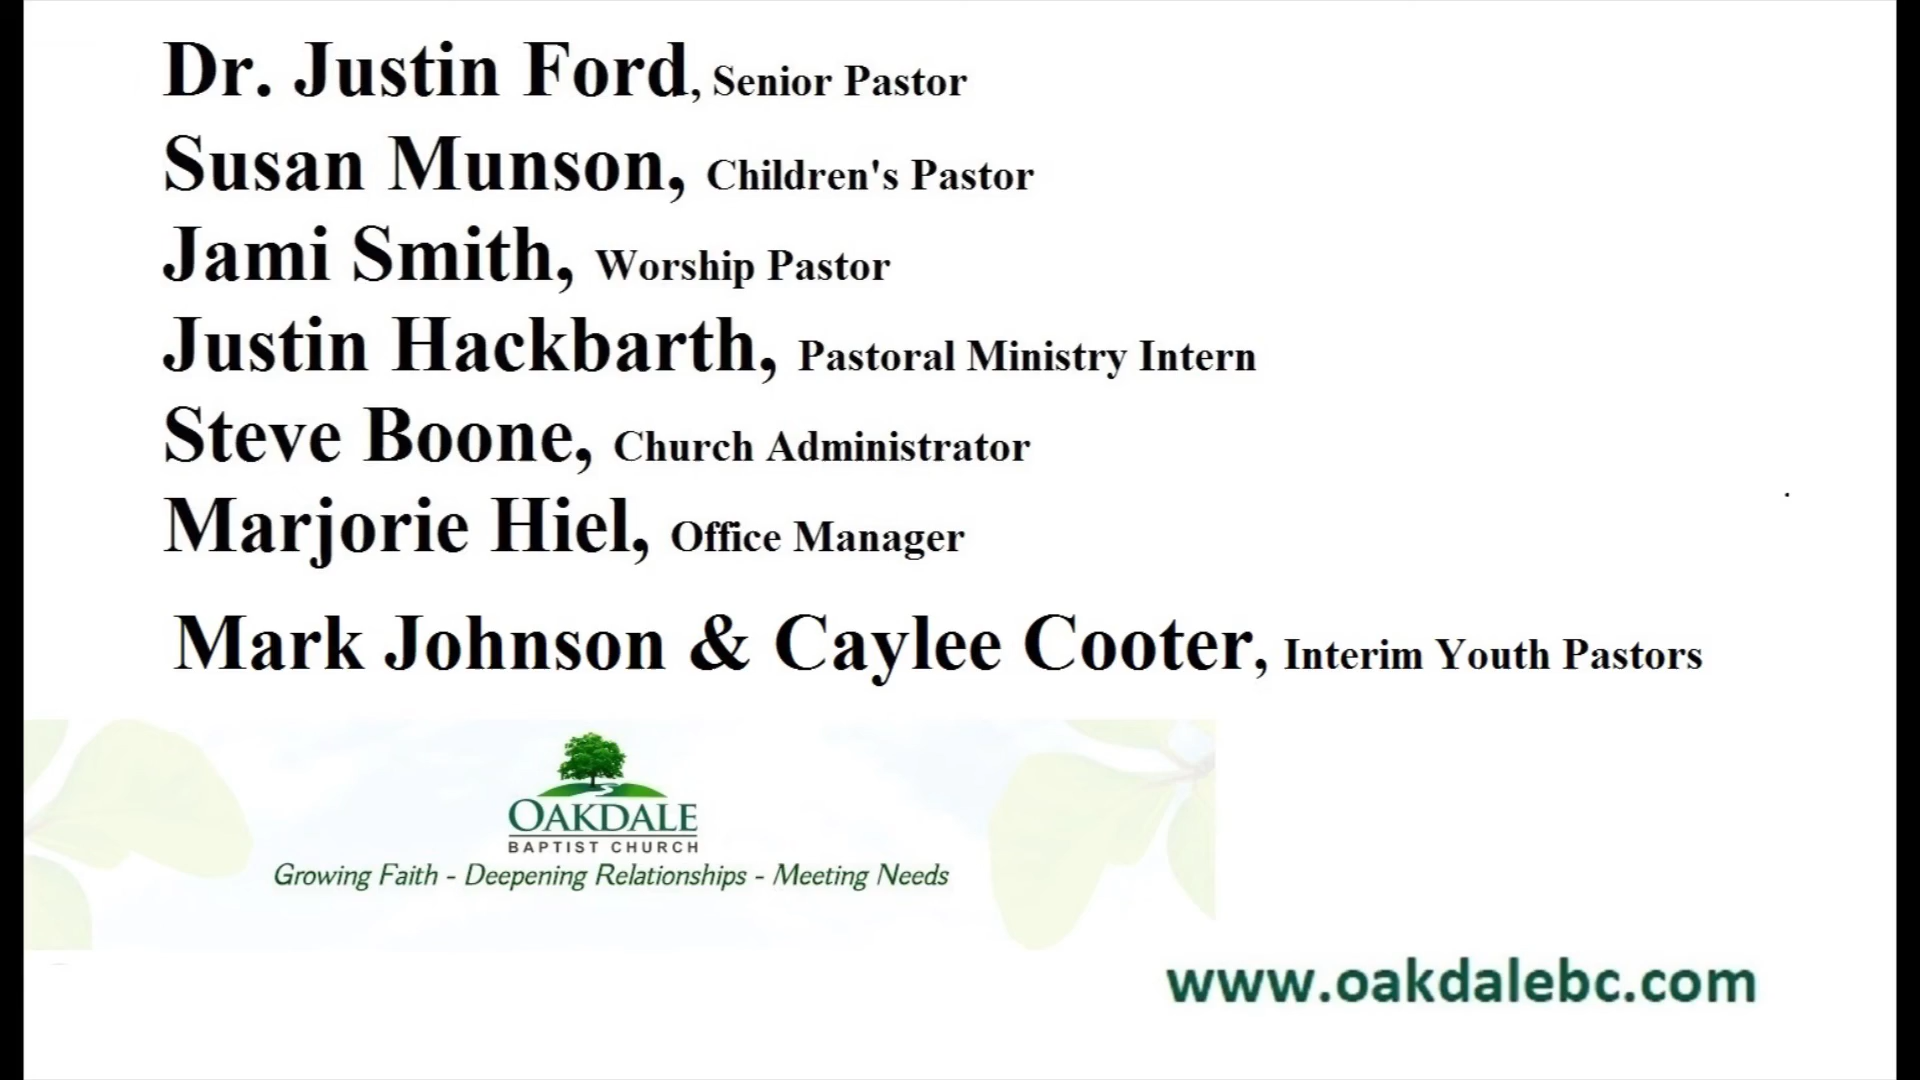 Dr. Justin Ford, Senior Pastor
Susan Munson, Children's Pastor
Jami Smith, Worship Pastor
Justin Hackbarth, Pastoral Ministry Intern
Steve Boone, Church Administrator
Marjorie Hiel, Office Manager
Mark Johnson & Caylee Cooter, Interim Youth Pastors
OAKDALE
BAPTIST CHURCH
Growing Faith - Deepening Relationships - Meeting Needs
www.oakdalebc.com